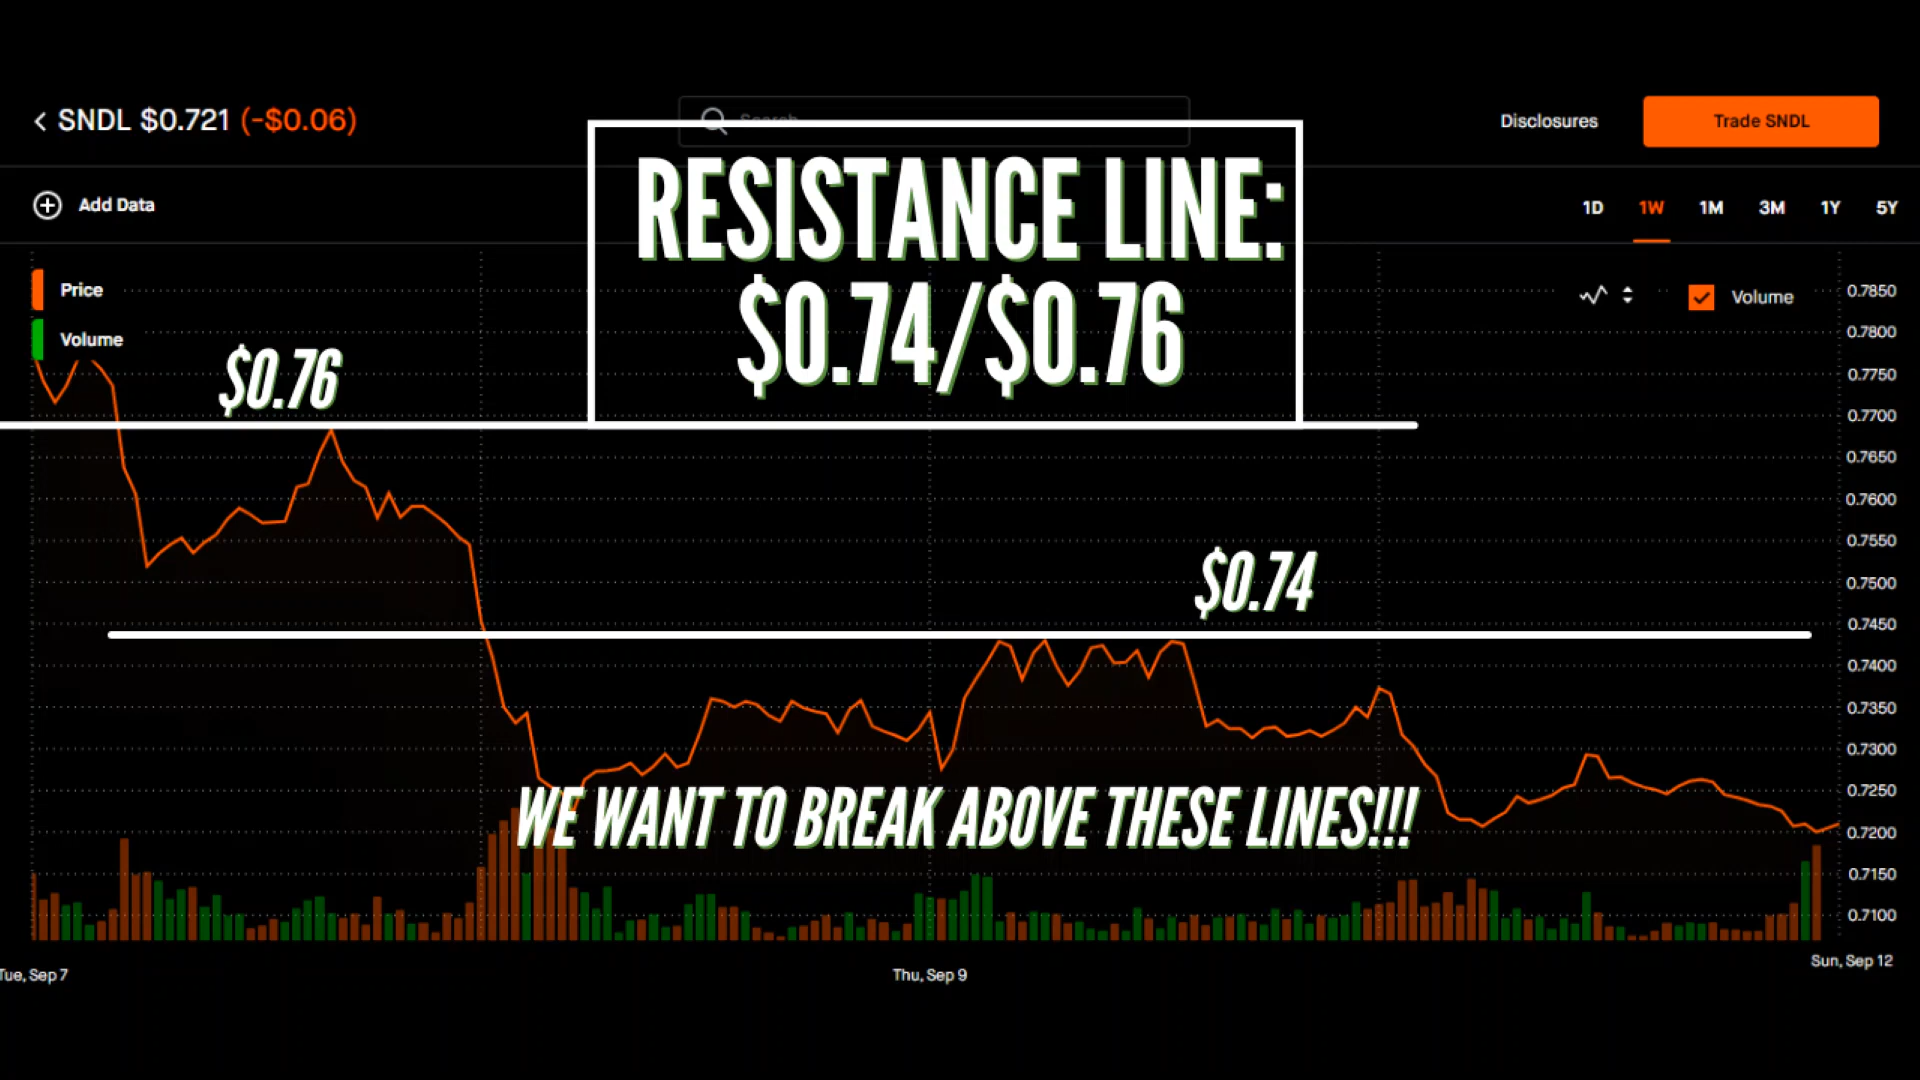 SNDL $0.721 (-$0.06)
Search
Disclosures
Trade SNDL
Add Data
1D 1W 1M 3M 1Y 5Y
RESISTANCE LINE:
$0.74/$0.76
Price
Volume
Volume
$0.76
$0.74
WE WANT TO BREAK ABOVE THESE LINES!!!
0.7850
0.7800
0.7750
0.7700
0.7650
0.7600
0.7550
0.7500
0.7450
0.7400
0.7350
0.7300
0.7250
0.7200
0.7150
0.7100
Tue, Sep 7
Thu, Sep 9
Sun, Sep 12